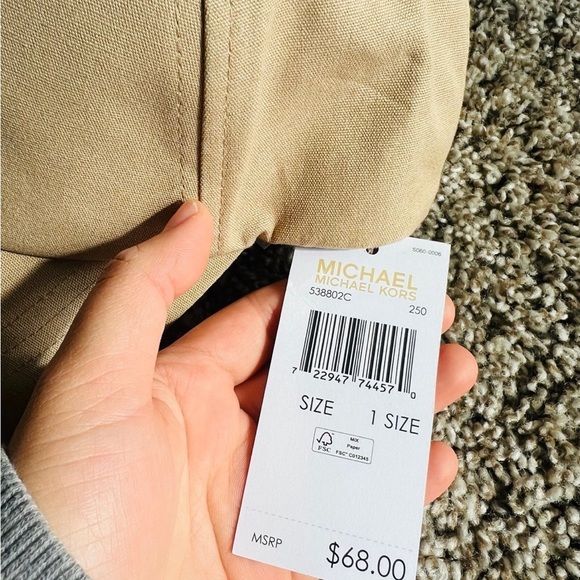 5060-6006
MICHAEL
MICHAEL KORS
538802C 250
7 22947 74457 0
SIZE 1 SIZE
FSC
MIX
Paper
FSC® C012345
MSRP $68.00